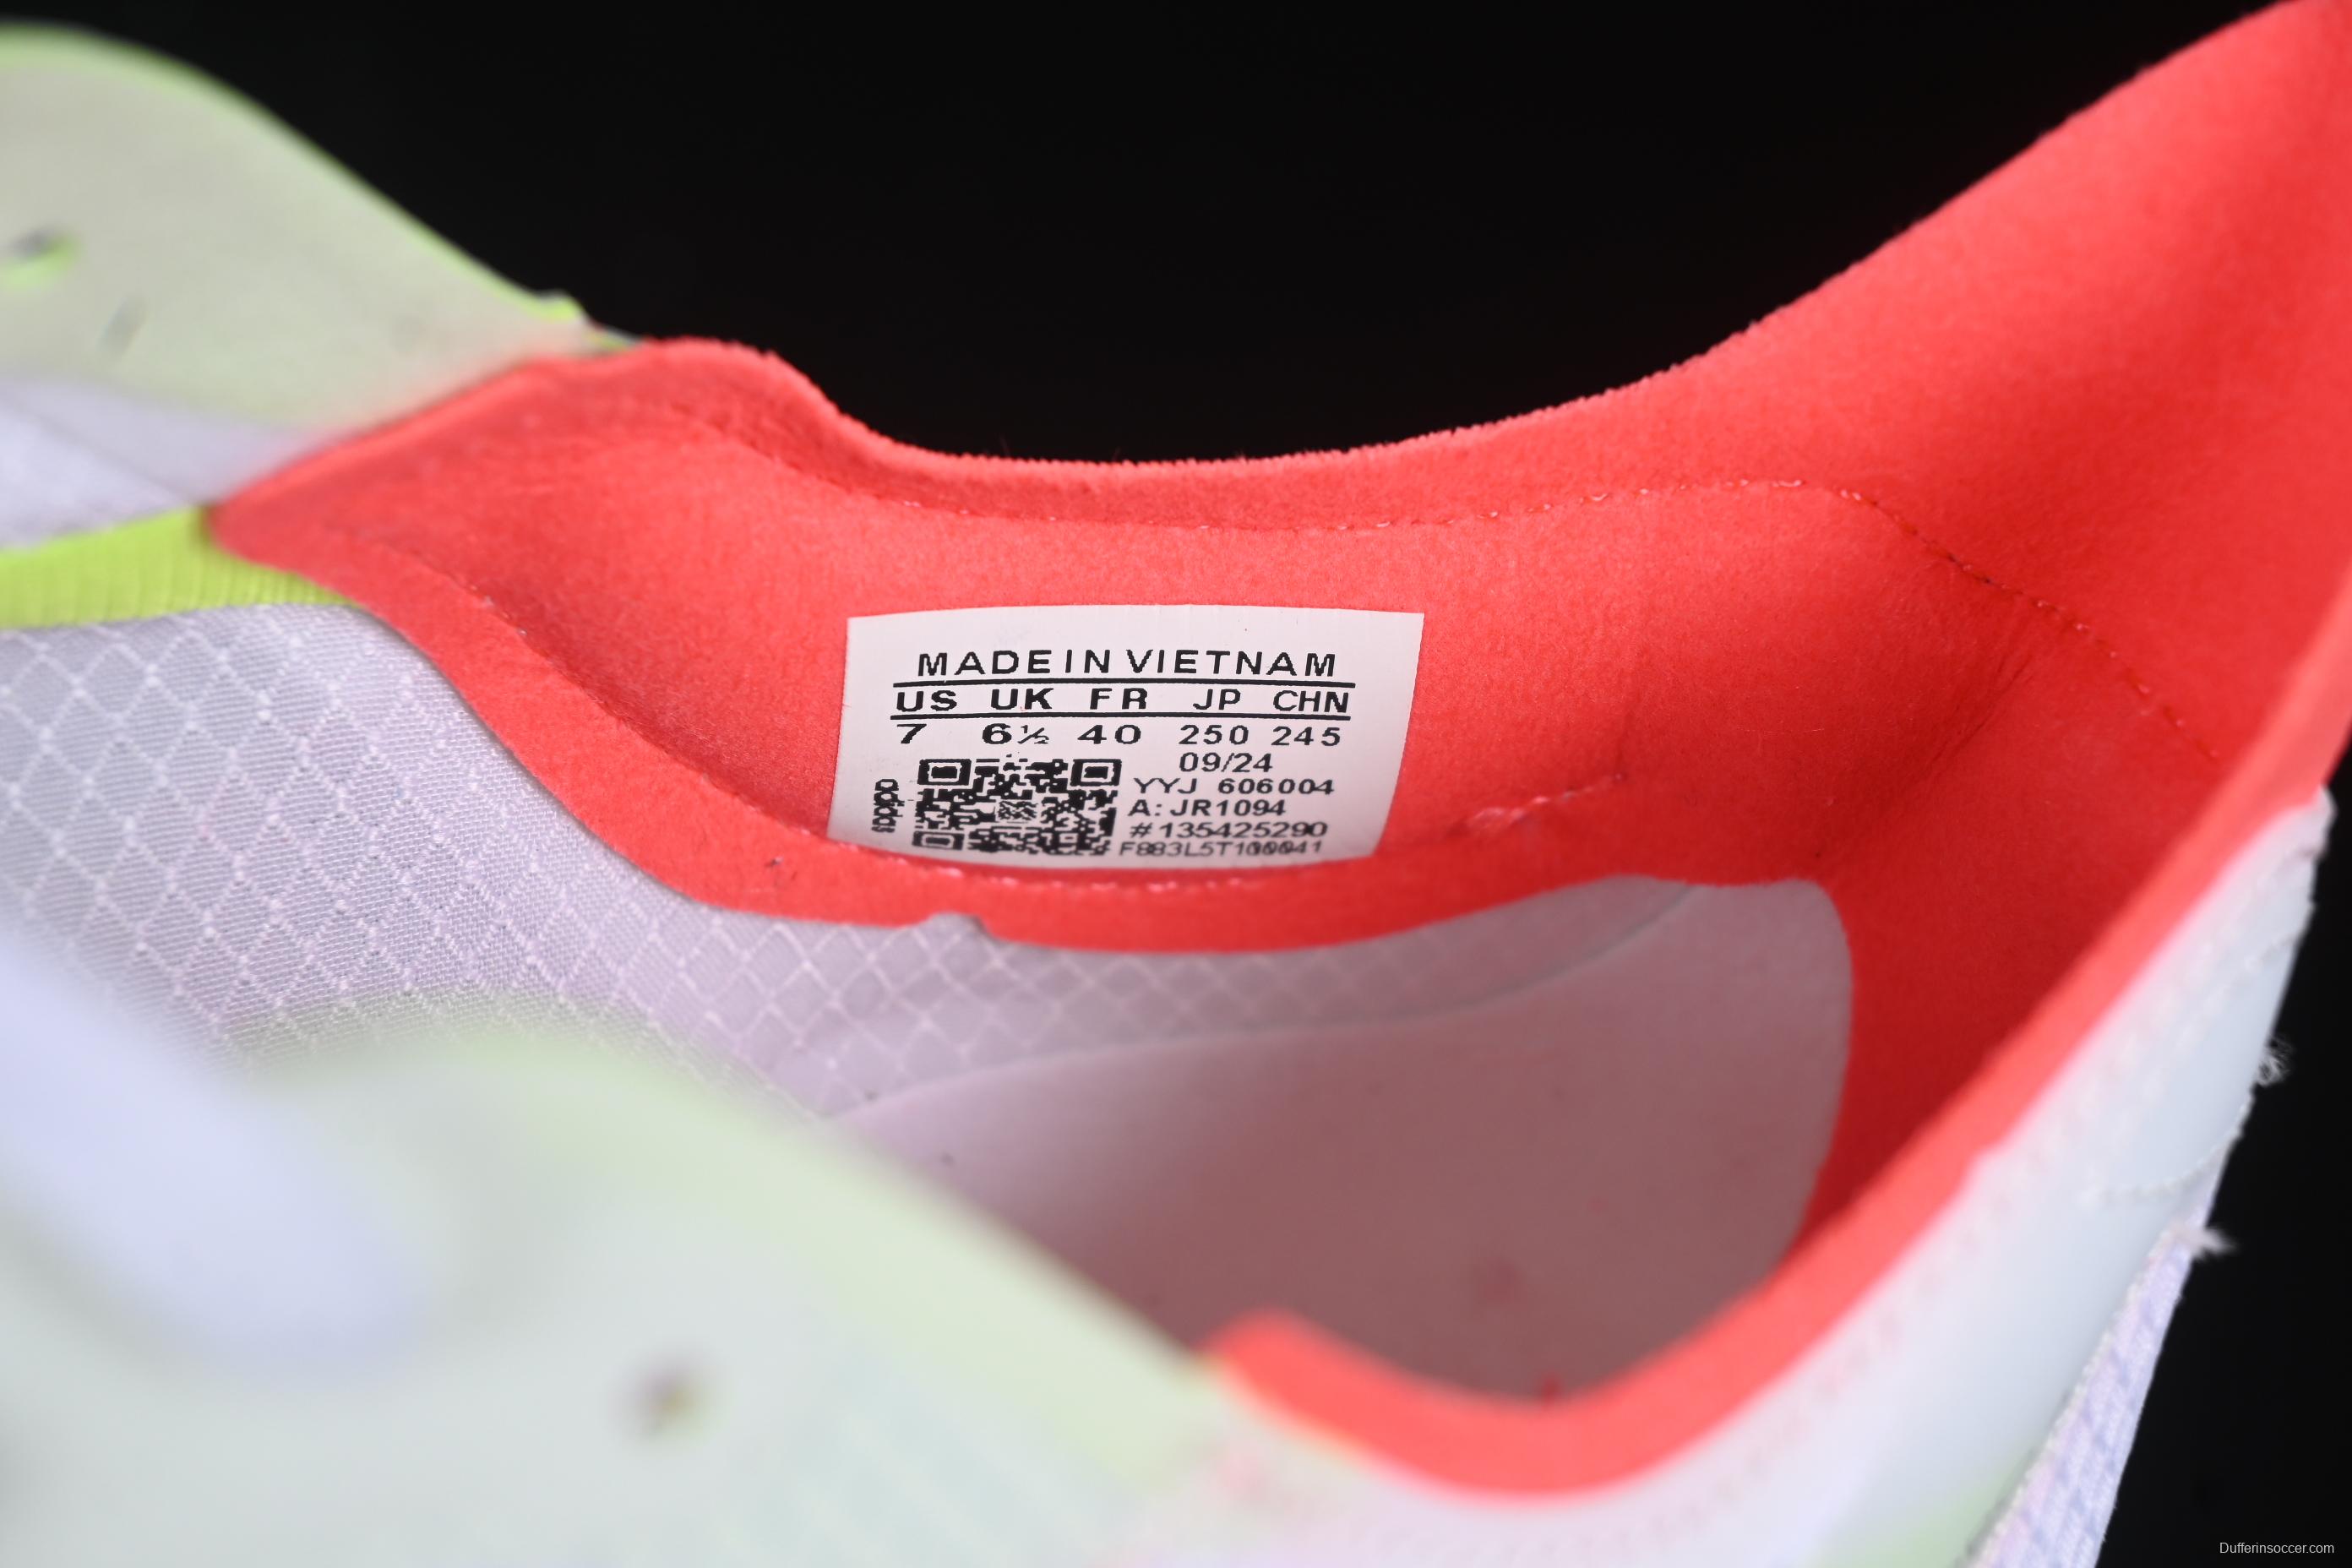 MADE IN VIETNAM
US UK FR JP CHN
7 6½ 40 250 245
09/24
YYJ 606004
A: JR1094
#135425290
adidas
Dufferinsoccer.com